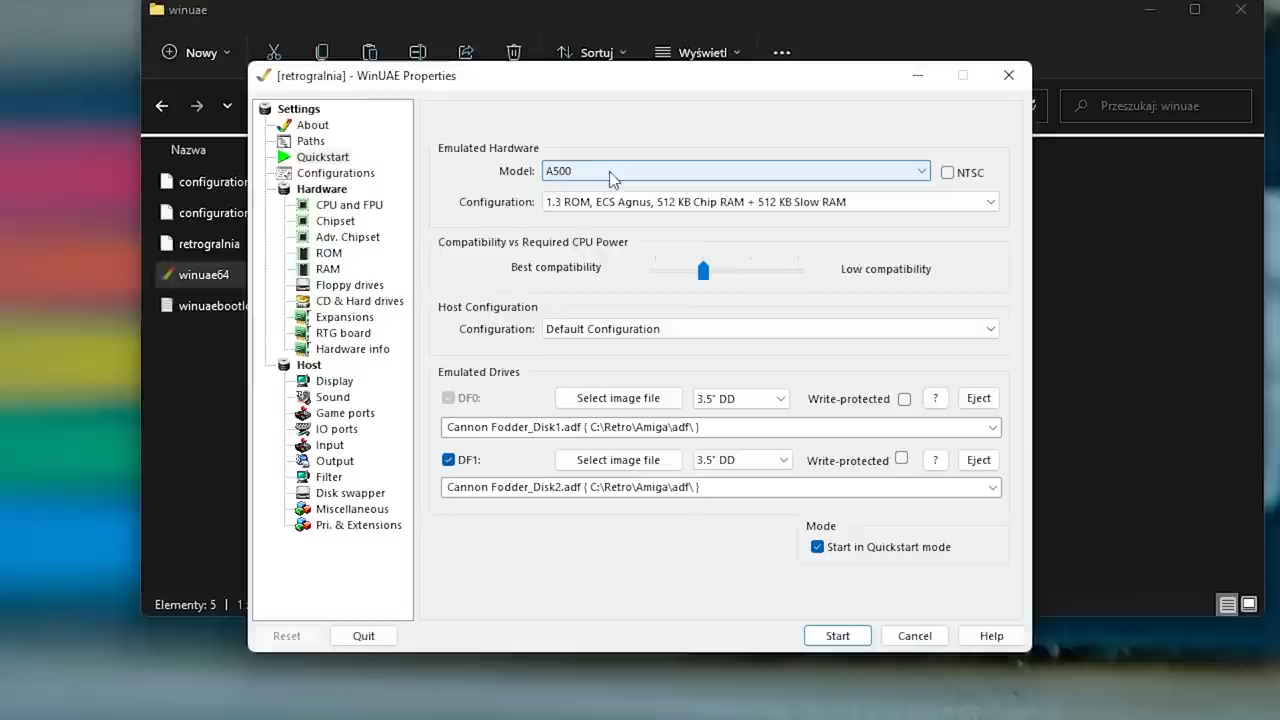 winuae
Nowy
Sortuj
Wyświetl
[retrogralnia] - WinUAE Properties
Przeszukaj: winuae
Nazwa
configuration
configuration
retrogralnia
winuae64
winuaebootlo
Elementy: 5
Settings
About
Paths
Quickstart
Configurations
Hardware
CPU and FPU
Chipset
Adv. Chipset
ROM
RAM
Floppy drives
CD & Hard drives
Expansions
RTG board
Hardware info
Host
Display
Sound
Game ports
IO ports
Input
Output
Filter
Disk swapper
Miscellaneous
Pri. & Extensions
Emulated Hardware
Model: A500 NTSC
Configuration: 1.3 ROM, ECS Agnus, 512 KB Chip RAM + 512 KB Slow RAM
Compatibility vs Required CPU Power
Best compatibility Low compatibility
Host Configuration
Configuration: Default Configuration
Emulated Drives
DF0: Select image file 3.5" DD Write-protected ? Eject
Cannon Fodder_Disk1.adf { C:\Retro\Amiga\adf\ }
DF1: Select image file 3.5" DD Write-protected ? Eject
Cannon Fodder_Disk2.adf { C:\Retro\Amiga\adf\ }
Mode
Start in Quickstart mode
Reset Quit Start Cancel Help